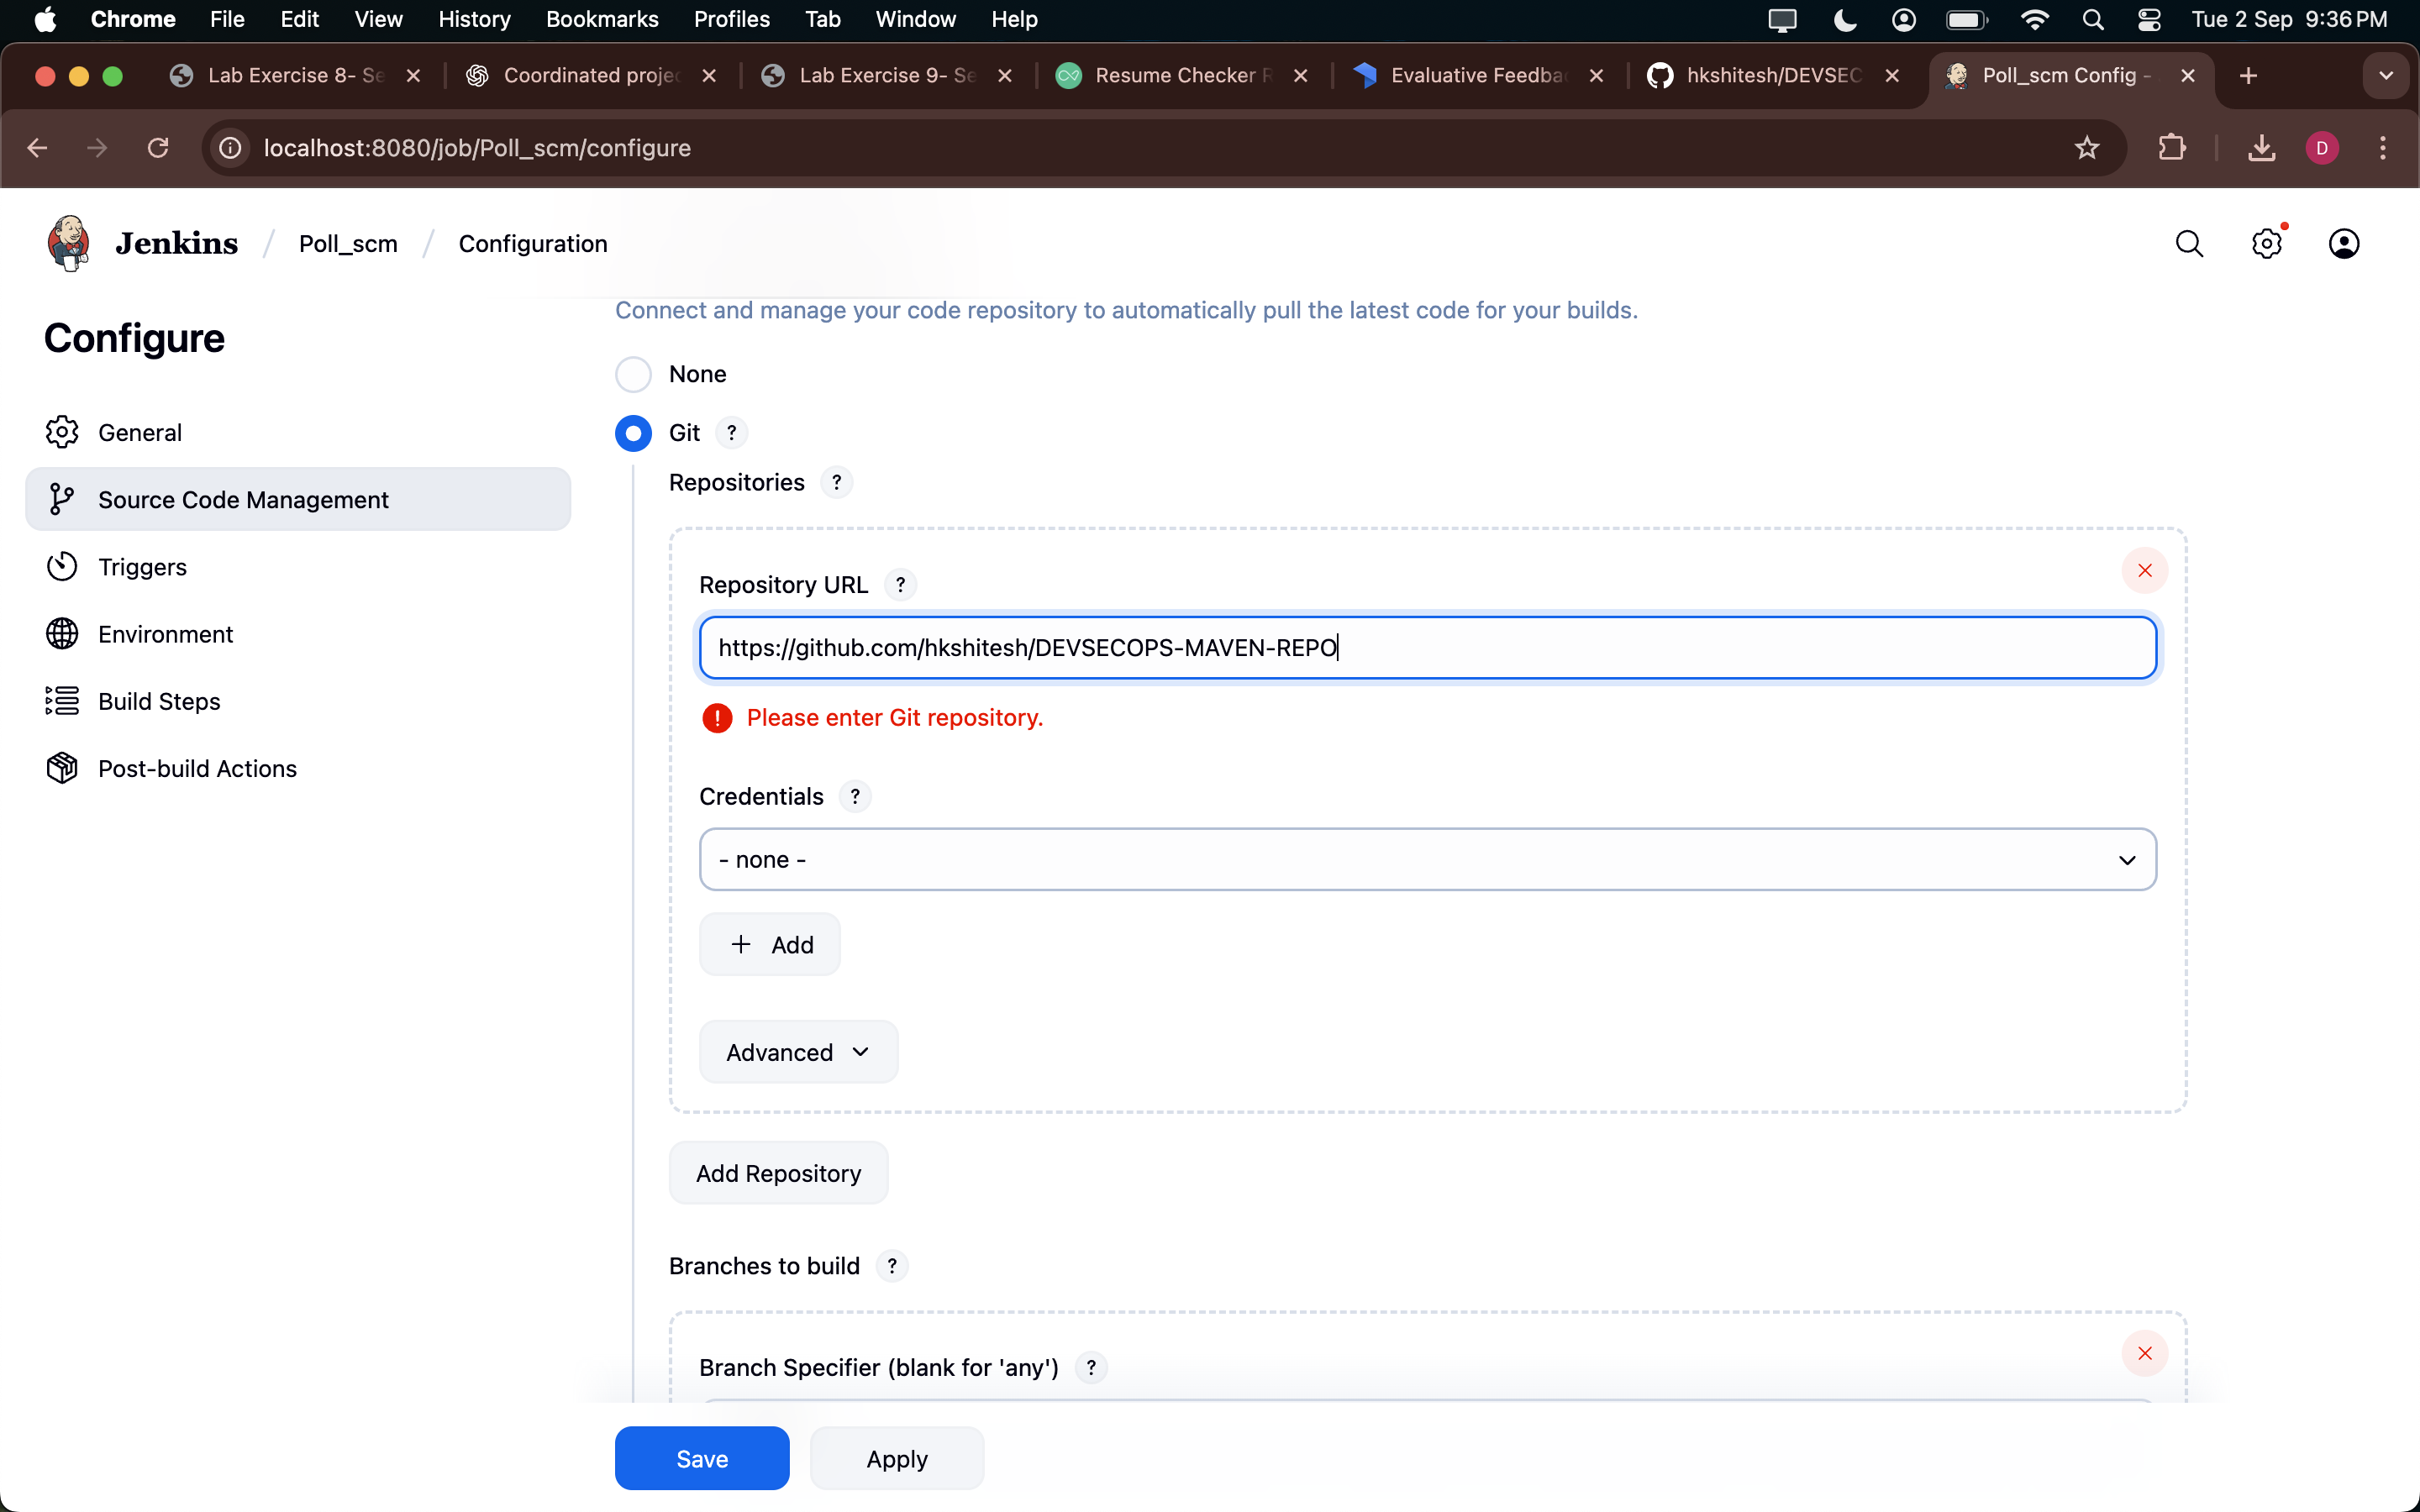 Chrome File Edit View History Bookmarks Profiles Tab Window Help Tue 2 Sep 9:36 PM
Lab Exercise 8- Se Coordinated projec Lab Exercise 9- Se Resume Checker R Evaluative Feedba hkshitesh/DEVSEC Poll_scm Config -
localhost:8080/job/Poll_scm/configure D
Jenkins / Poll_scm / Configuration
Configure
General
Source Code Management
Triggers
Environment
Build Steps
Post-build Actions
Connect and manage your code repository to automatically pull the latest code for your builds.
None
Git ?
Repositories ?
Repository URL ?
https://github.com/hkshitesh/DEVSECOPS-MAVEN-REPO
Please enter Git repository.
Credentials ?
- none -
+ Add
Advanced
Add Repository
Branches to build ?
Branch Specifier (blank for 'any') ?
Save Apply